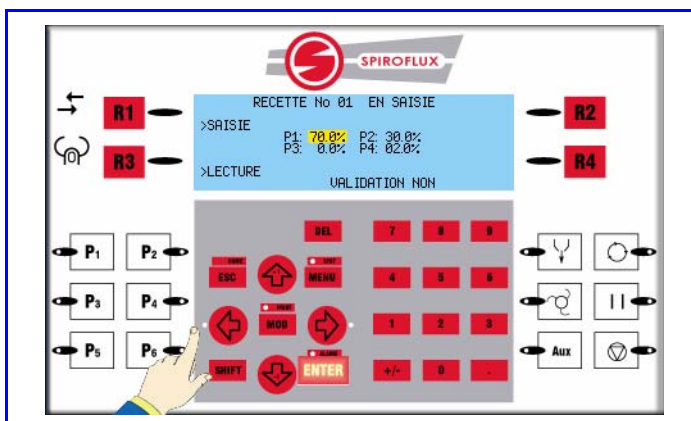 SPIROFLUX
RECETTE No 01 EN SAISIE
>SAISIE
P1: 70.0% P2: 30.0%
P3: 0.0% P4: 02.0%
>LECTURE
VALIDATION NON
R1
R2
R3
R4
DEL 7 8 9
ESC MENU 4 5 6
MOD 1 2 3
SHIFT ENTER +/- 0 .
ALARME
P1 P2
P3 P4
P5 P6
Aux